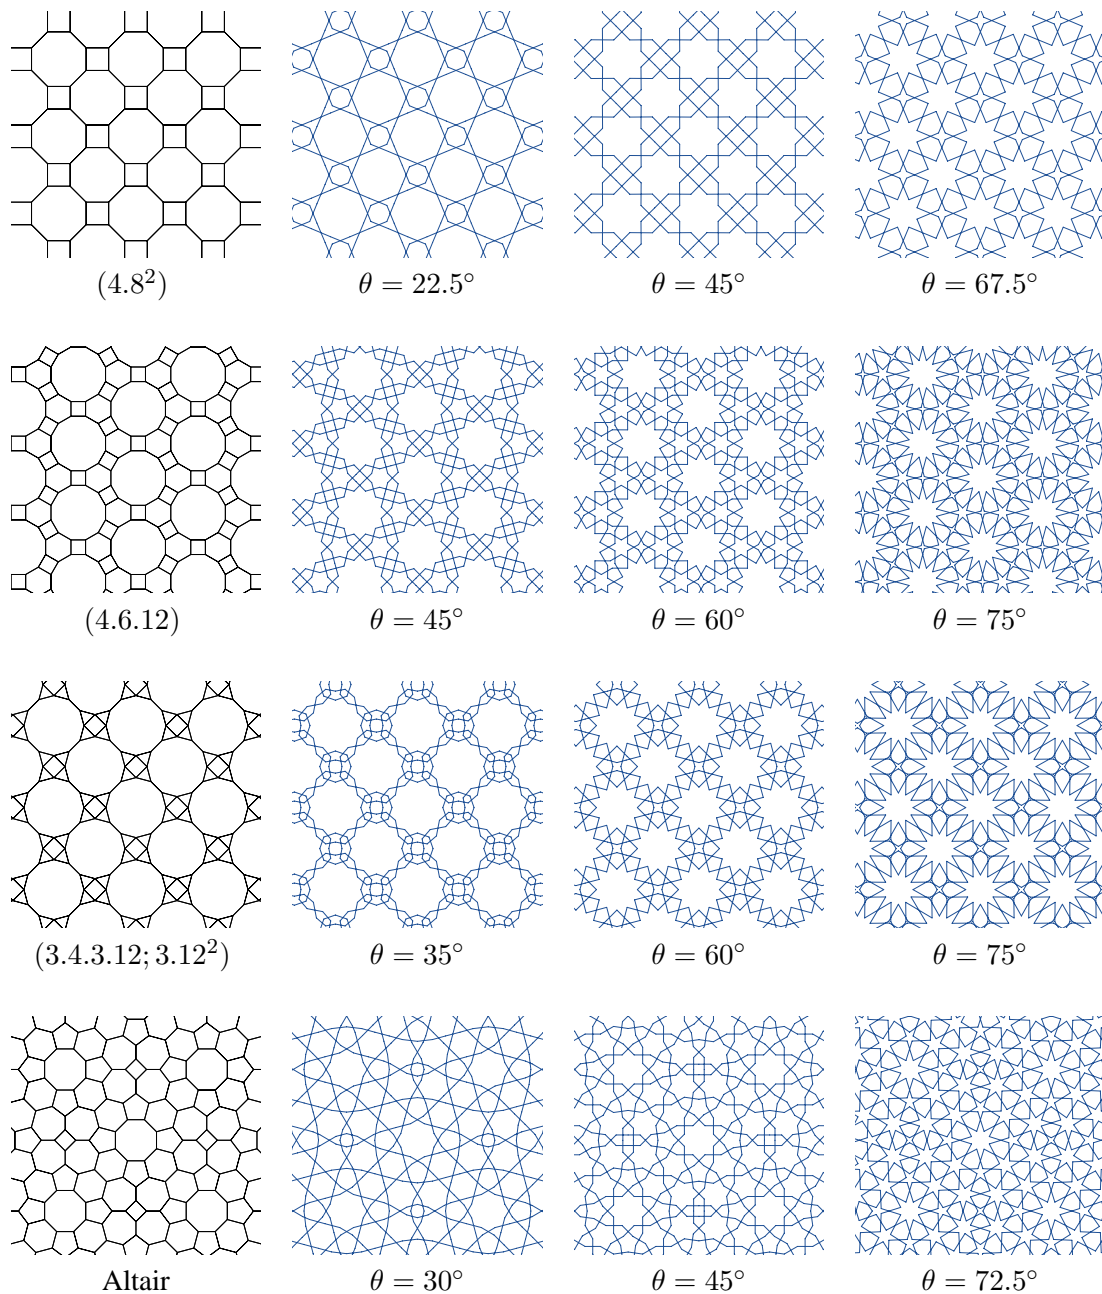 (4.8²) θ = 22.5° θ = 45° θ = 67.5°
(4.6.12) θ = 45° θ = 60° θ = 75°
(3.4.3.12; 3.12²) θ = 35° θ = 60° θ = 75°
Altair θ = 30° θ = 45° θ = 72.5°